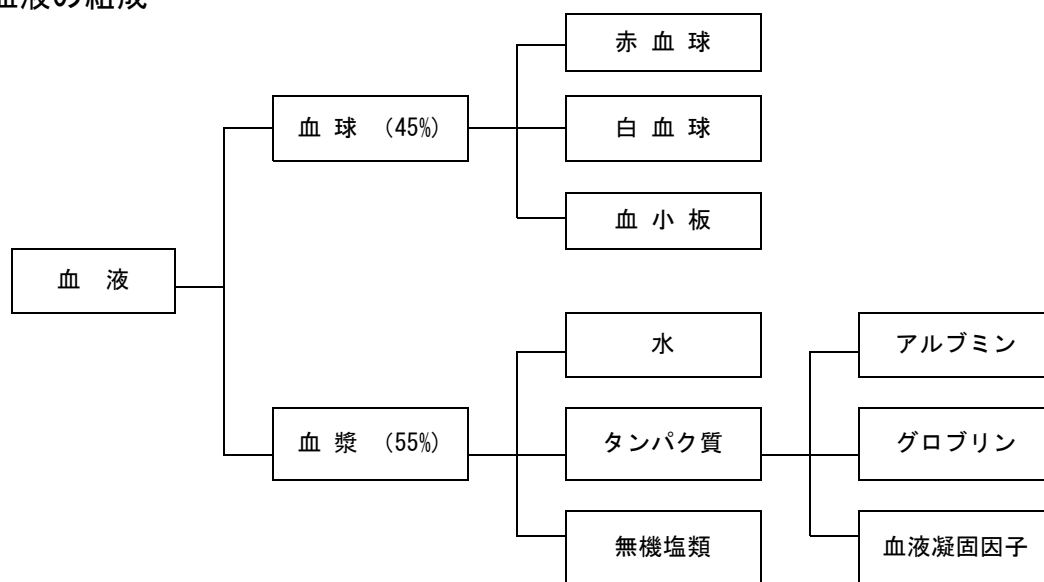 血液の組成
赤 血 球
血 球 (45%)
白 血 球
血 小 板
血 液
水
アルブミン
血 漿 (55%)
タンパク質
グロブリン
無機塩類
血液凝固因子